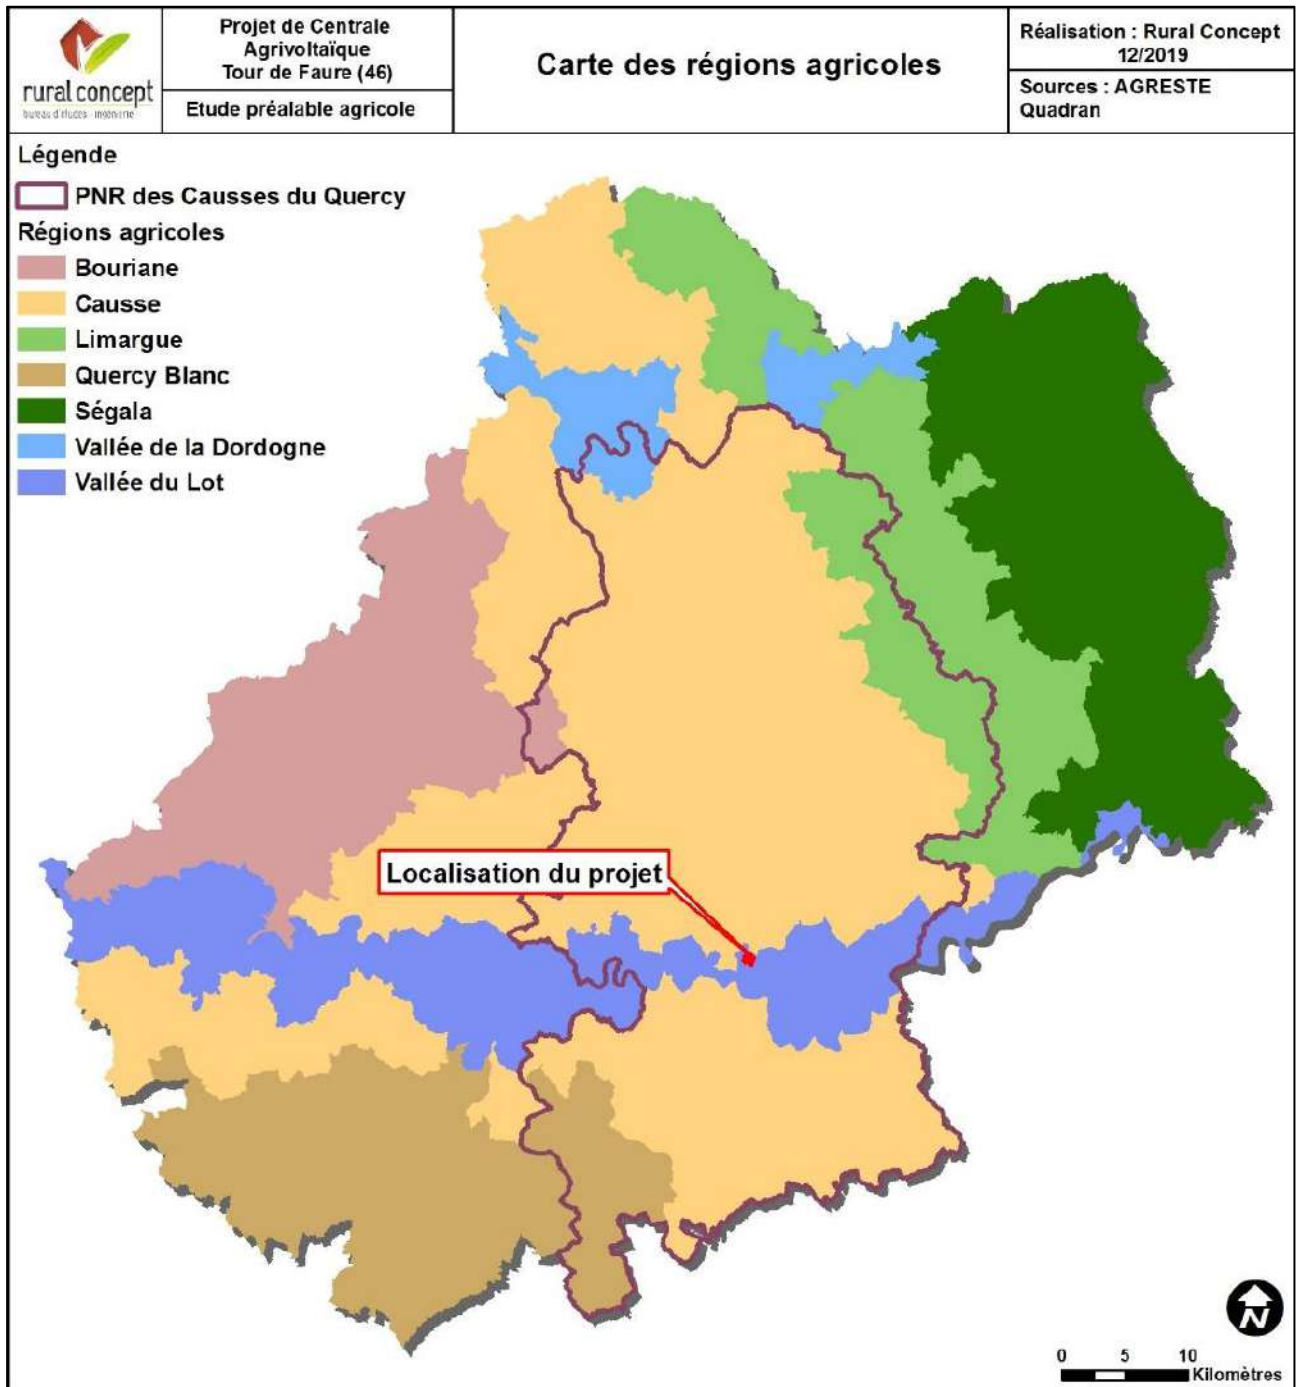 rural concept
bureau d'études - ingénierie
Projet de Centrale
Agrivoltaïque
Tour de Faure (46)
Etude préalable agricole
Carte des régions agricoles
Réalisation : Rural Concept
12/2019
Sources : AGRESTE
Quadran
Légende
PNR des Causses du Quercy
Régions agricoles
Bouriane
Causse
Limargue
Quercy Blanc
Ségala
Vallée de la Dordogne
Vallée du Lot
Localisation du projet
N
0 5 10
Kilomètres